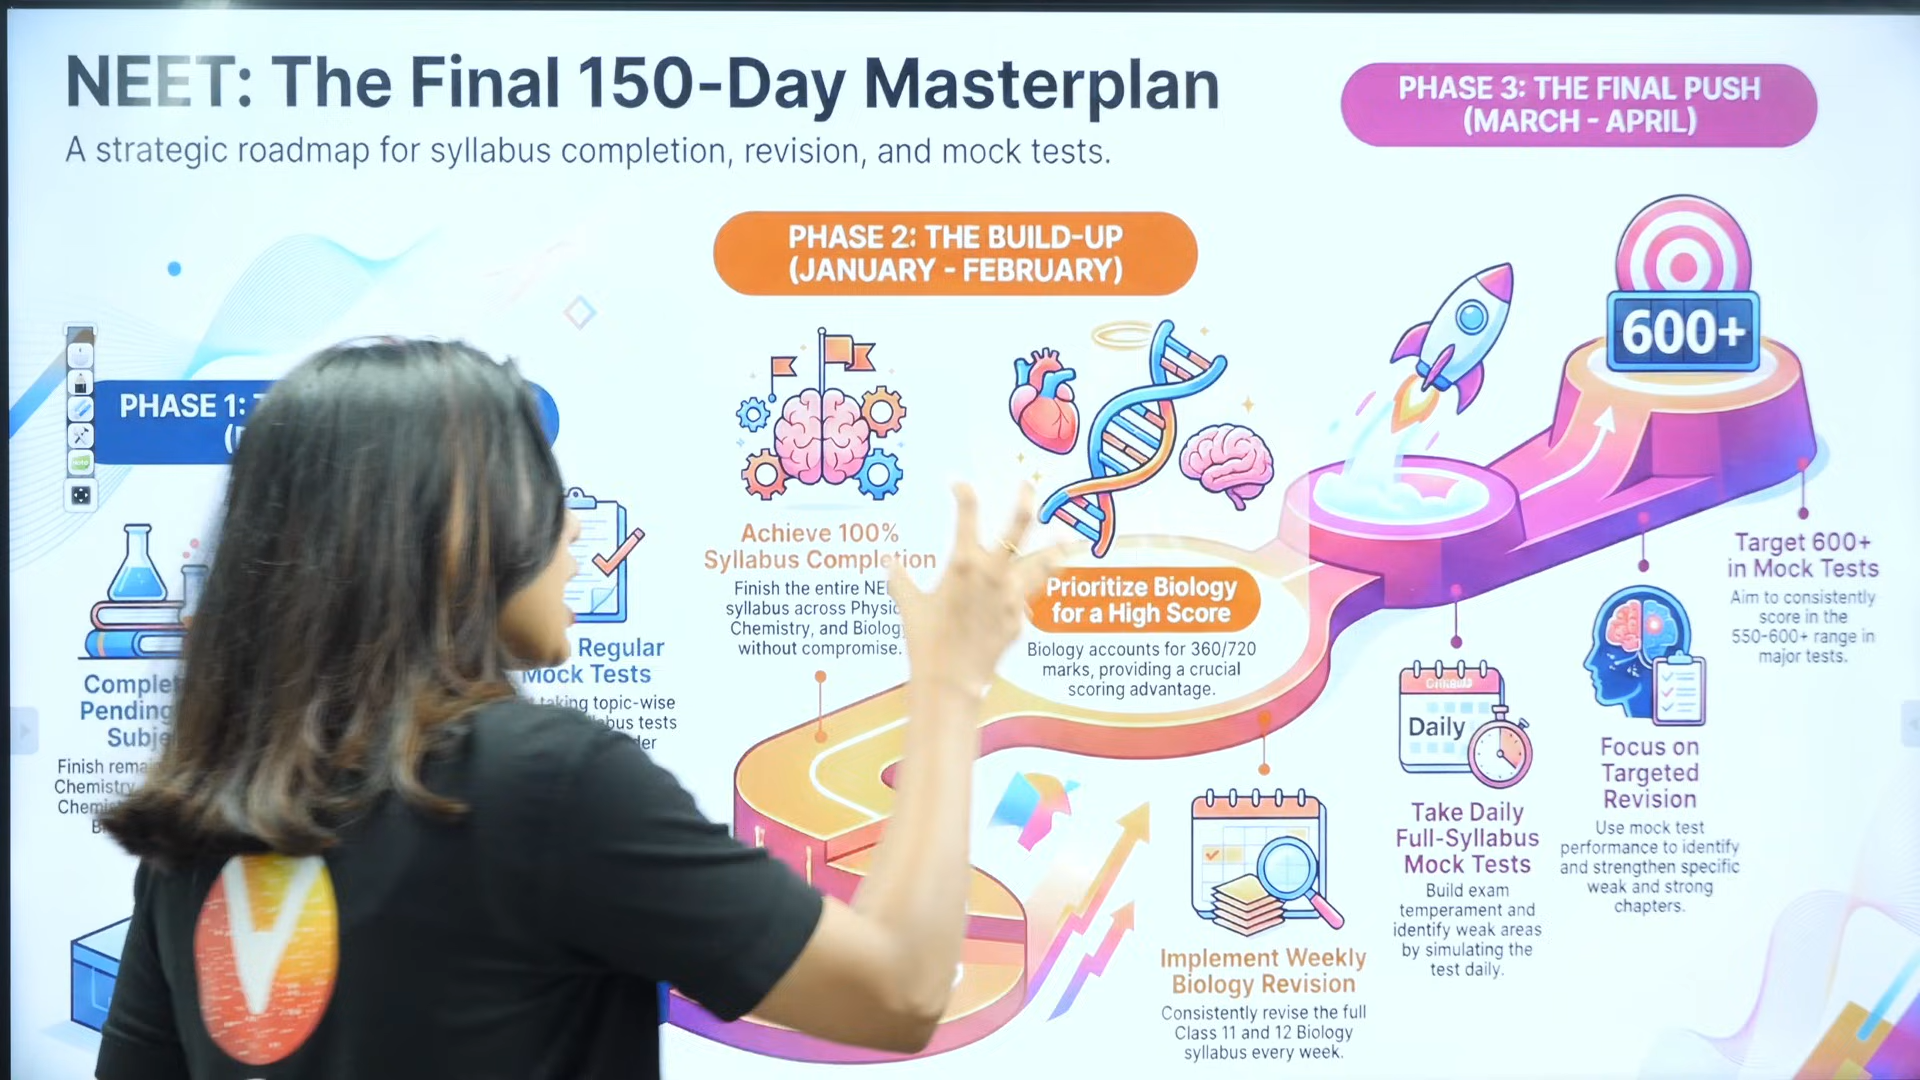 NEET: The Final 150-Day Masterplan
A strategic roadmap for syllabus completion, revision, and mock tests.
PHASE 1:
Pending
Finish
Chemistry
Regular
Mock Tests
taking topic-wise
tests
PHASE 2: THE BUILD-UP
(JANUARY - FEBRUARY)
Achieve 100%
Syllabus Completion
Finish the entire
syllabus across
Chemistry, and Biology
without compromise.
Prioritize Biology
for a High Score
Biology accounts for 360/720
marks, providing a crucial
scoring advantage.
Implement Weekly
Biology Revision
Consistently revise the full
Class 11 and 12 Biology
syllabus every week.
PHASE 3: THE FINAL PUSH
(MARCH - APRIL)
600+
Daily
Take Daily
Full-Syllabus
Mock Tests
Build exam
temperament and
identify weak areas
by simulating the
test daily.
Focus on
Targeted
Revision
Use mock test
performance to identify
and strengthen specific
weak and strong
chapters.
Target 600+
in Mock Tests
Aim to consistently
score in the
550-600+ range in
major tests.
V